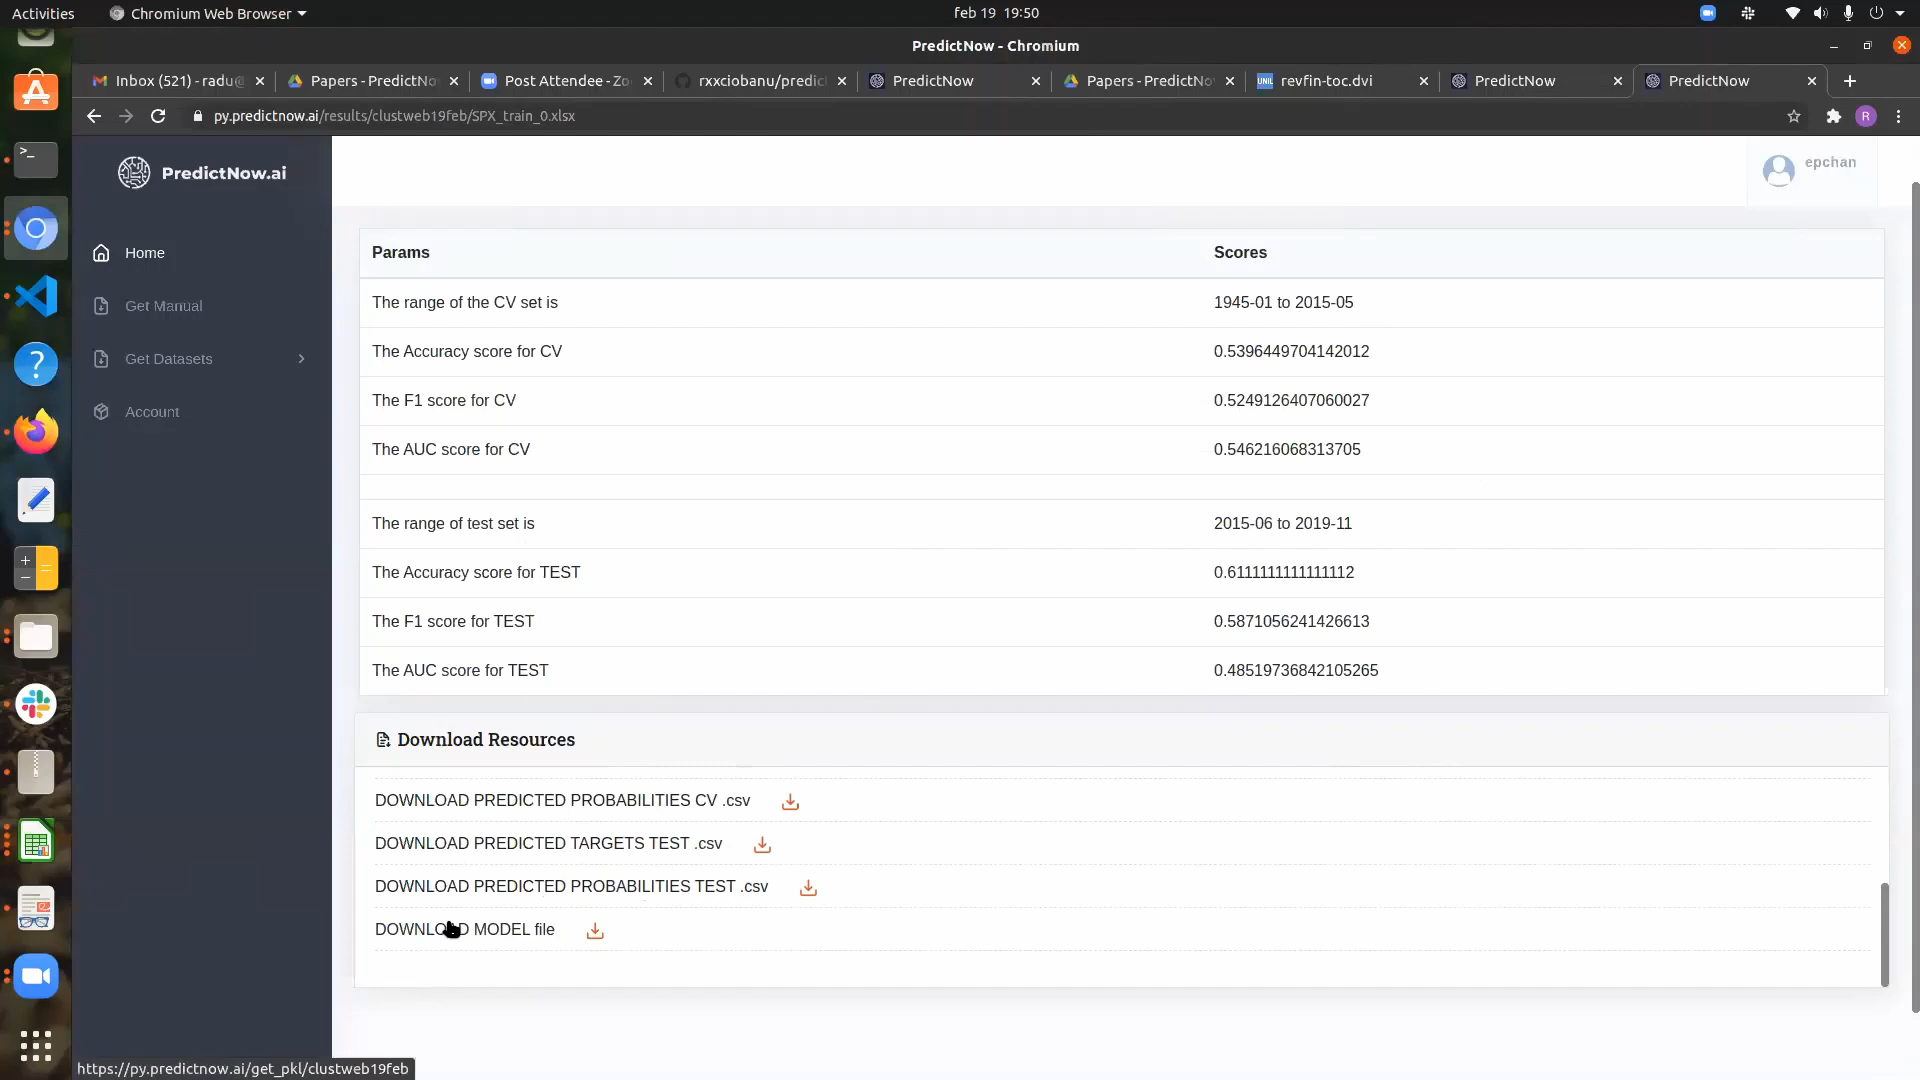 Activities
Chromium Web Browser
feb 19 19:50
PredictNow - Chromium
Inbox (521) - radu@
Papers - PredictNo
Post Attendee - Zo
rxxciobanu/predic
PredictNow
Papers - PredictNo
revfin-toc.dvi
PredictNow
PredictNow
py.predictnow.ai/results/clustweb19feb/SPX_train_0.xlsx
R
PredictNow.ai
epchan
Home
Get Manual
Get Datasets
Account
Params Scores
The range of the CV set is 1945-01 to 2015-05
The Accuracy score for CV 0.5396449704142012
The F1 score for CV 0.5249126407060027
The AUC score for CV 0.546216068313705
The range of test set is 2015-06 to 2019-11
The Accuracy score for TEST 0.6111111111111112
The F1 score for TEST 0.5871056241426613
The AUC score for TEST 0.48519736842105265
Download Resources
DOWNLOAD PREDICTED PROBABILITIES CV .csv
DOWNLOAD PREDICTED TARGETS TEST .csv
DOWNLOAD PREDICTED PROBABILITIES TEST .csv
DOWNLOAD MODEL file
https://py.predictnow.ai/get_pkl/clustweb19feb